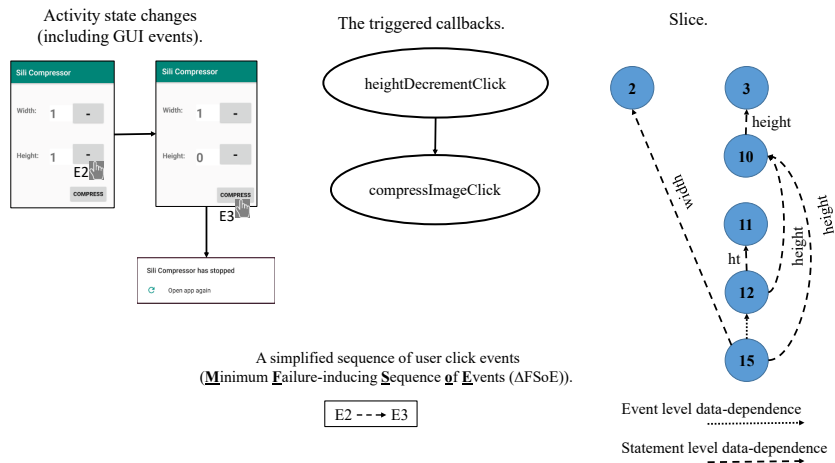 Activity state changes
(including GUI events).
The triggered callbacks.
Slice.
Sili Compressor
Width:
1
-
Height:
1
-
E2
COMPRESS
Sili Compressor
Width:
1
-
Height:
0
-
COMPRESS
E3
Sili Compressor has stopped
Open app again
heightDecrementClick
compressImageClick
2
3
height
10
width
11
height
height
ht
12
15
A simplified sequence of user click events
(Minimum Failure-inducing Sequence of Events (ΔFSoE)).
E2 E3
Event level data-dependence
Statement level data-dependence